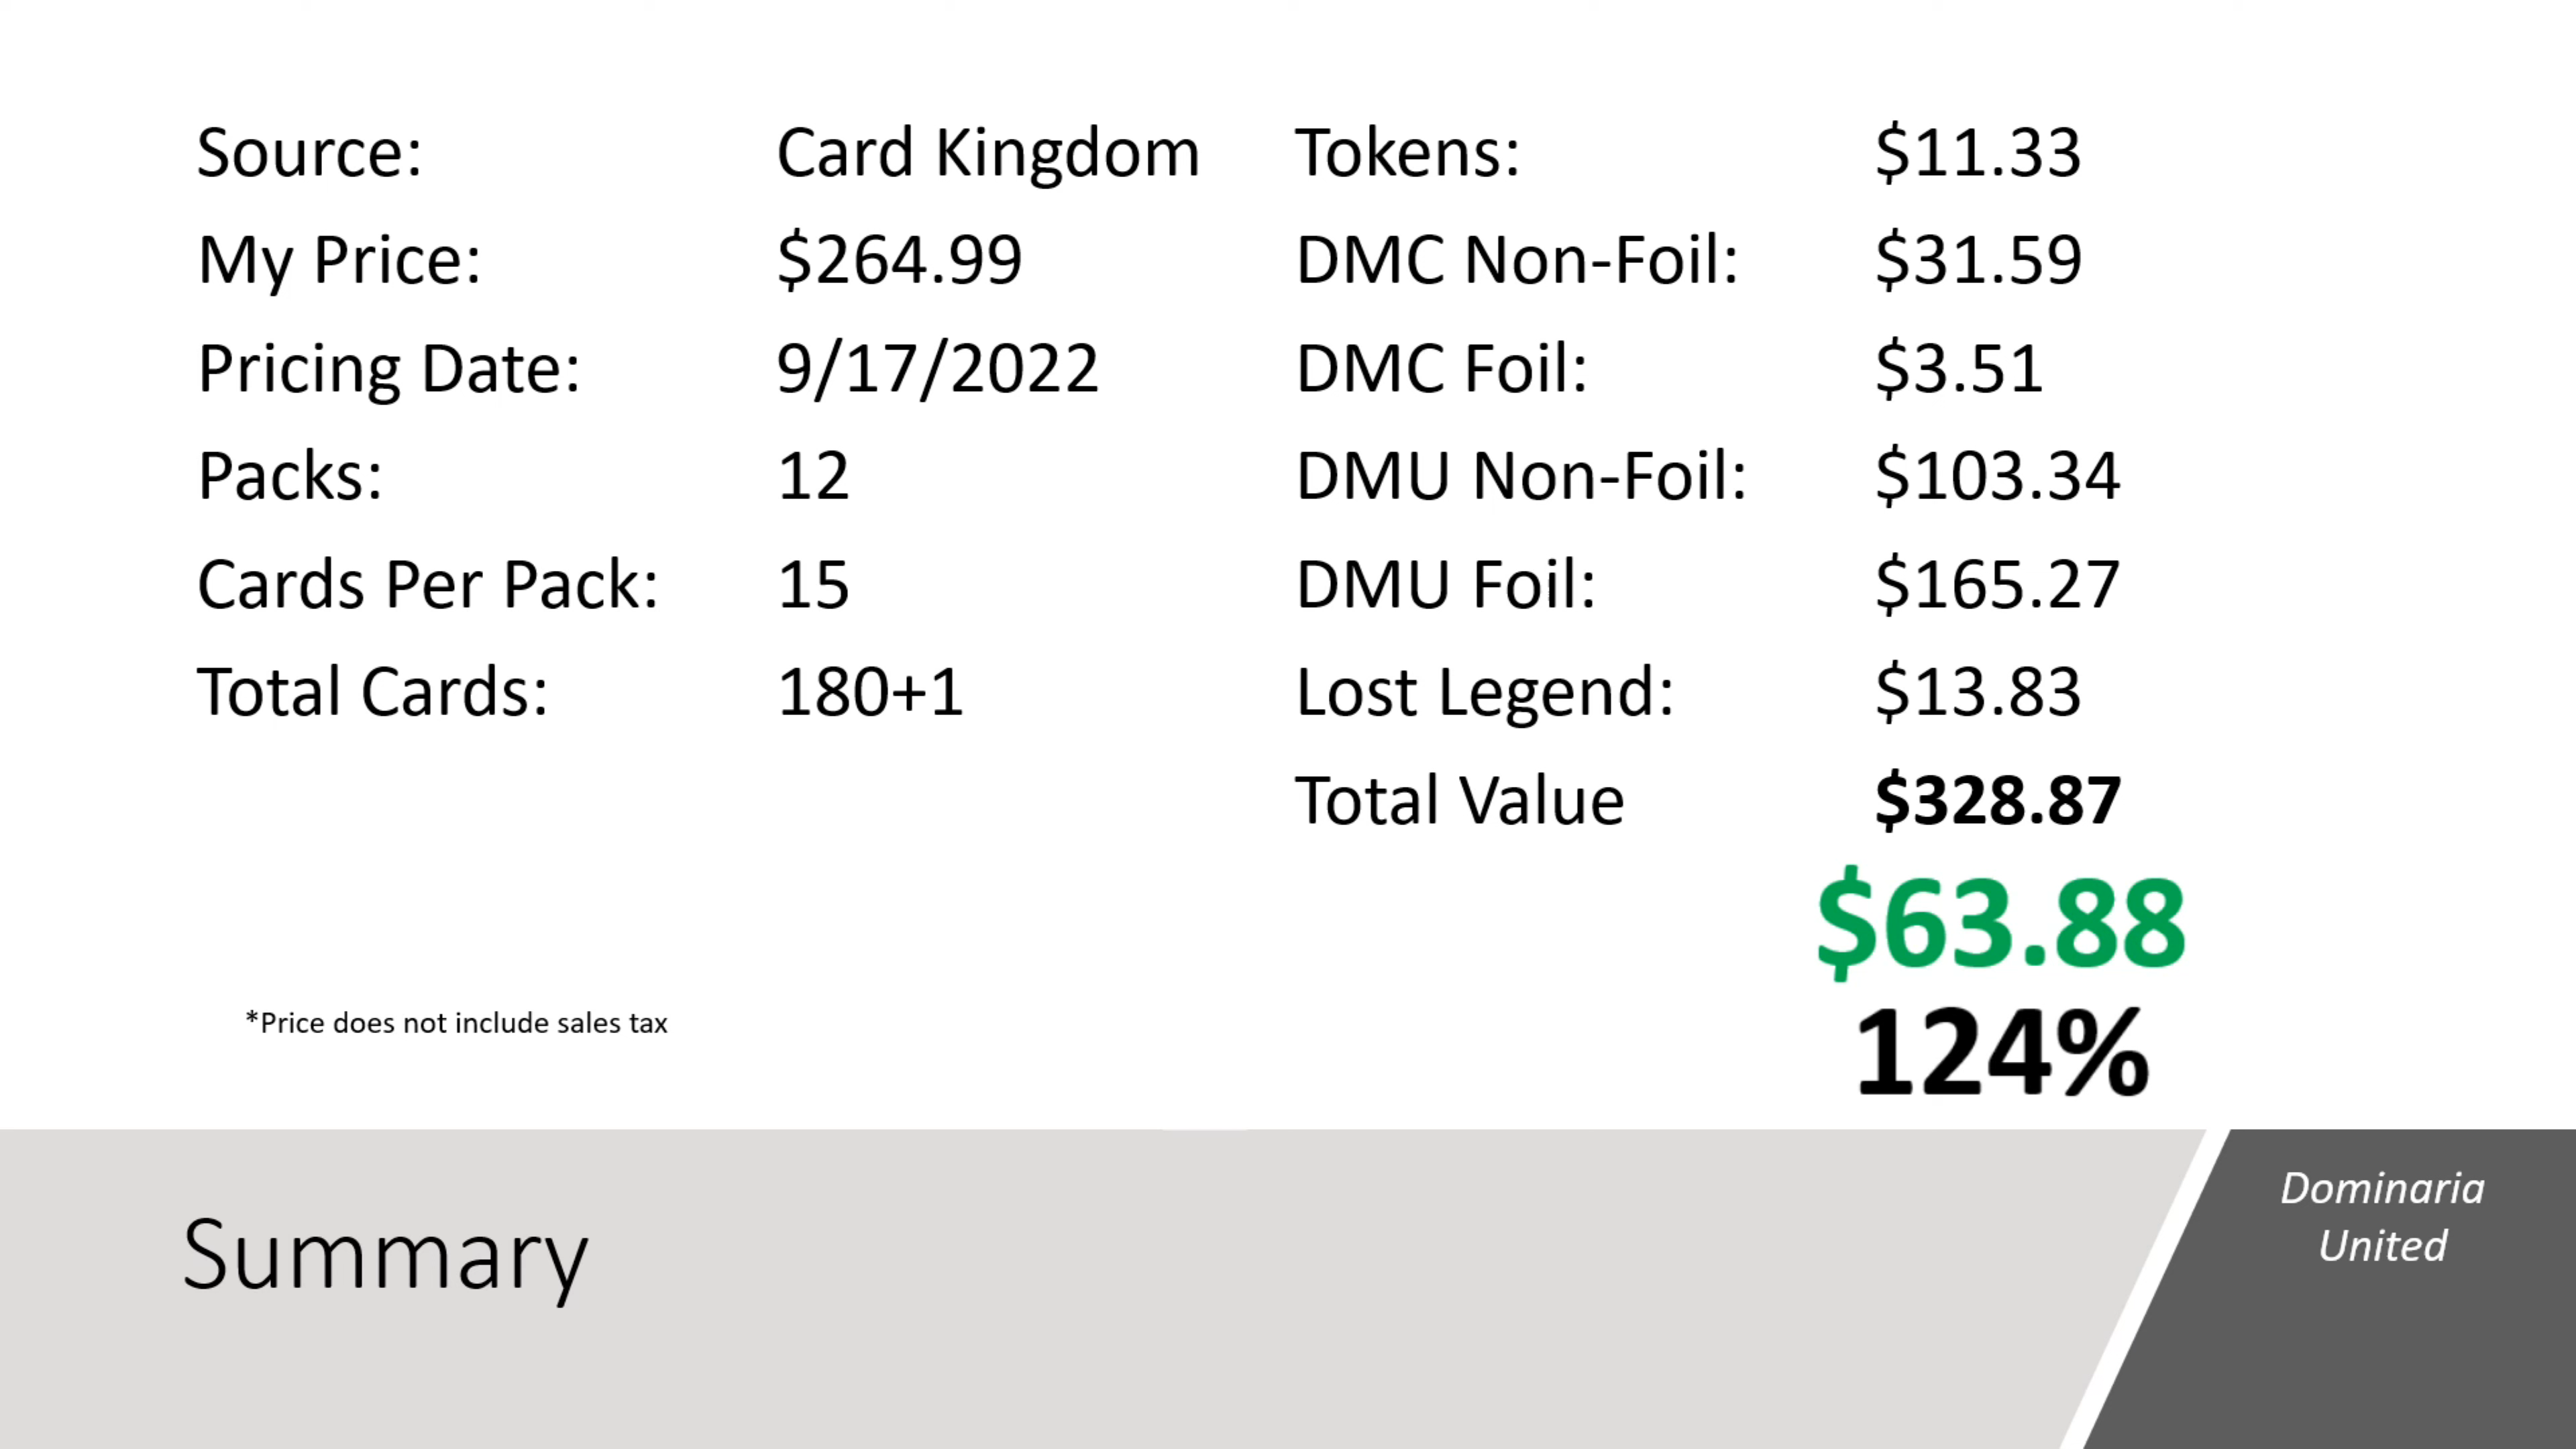 Source: Card Kingdom
My Price: $264.99
Pricing Date: 9/17/2022
Packs: 12
Cards Per Pack: 15
Total Cards: 180+1
Tokens: $11.33
DMC Non-Foil: $31.59
DMC Foil: $3.51
DMU Non-Foil: $103.34
DMU Foil: $165.27
Lost Legend: $13.83
Total Value $328.87
$63.88
124%
*Price does not include sales tax
Summary
Dominaria
United